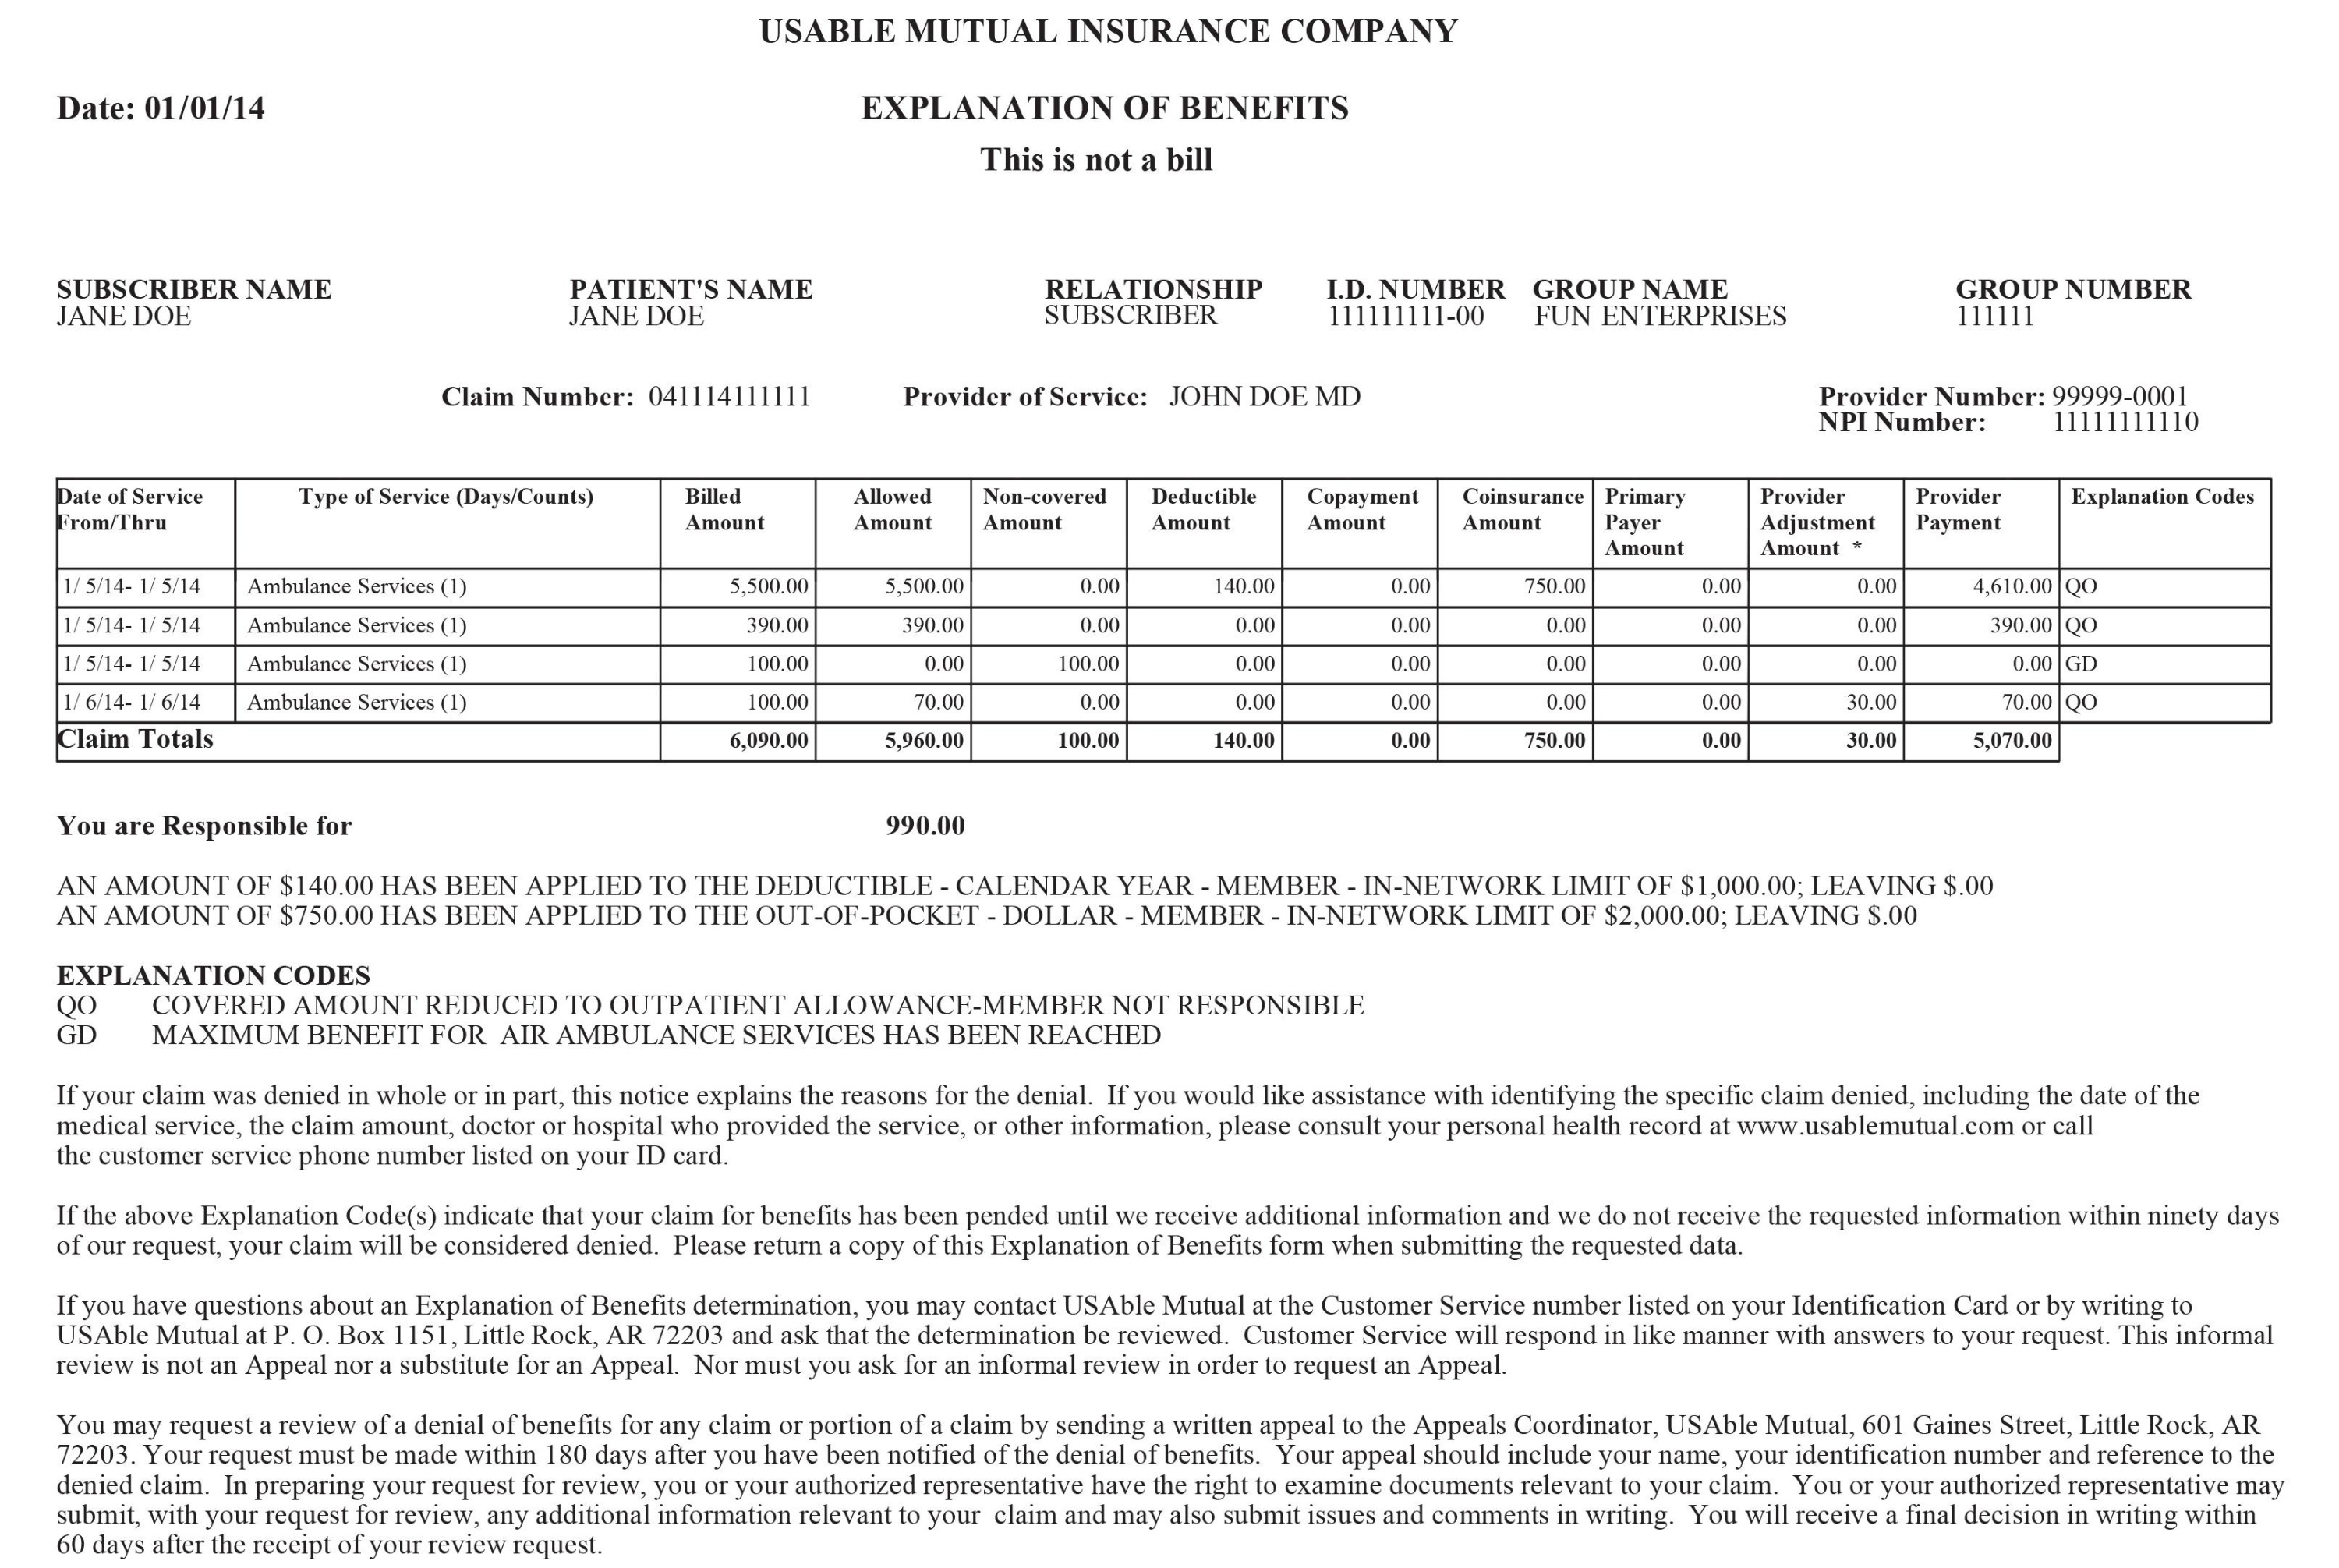 USABLE MUTUAL INSURANCE COMPANY
Date: 01/01/14 EXPLANATION OF BENEFITS
This is not a bill
SUBSCRIBER NAME PATIENT'S NAME RELATIONSHIP I.D. NUMBER GROUP NAME GROUP NUMBER
JANE DOE JANE DOE SUBSCRIBER 111111111-00 FUN ENTERPRISES 111111
Claim Number: 041114111111 Provider of Service: JOHN DOE MD Provider Number: 99999-0001
NPI Number: 11111111110
Date of Service Type of Service (Days/Counts) Billed Allowed Non-covered Deductible Copayment Coinsurance Primary Provider Provider Explanation Codes
From/Thru Amount Amount Amount Amount Amount Amount Payer Adjustment Payment
Amount Amount *
1/ 5/14- 1/ 5/14 Ambulance Services (1) 5,500.00 5,500.00 0.00 140.00 0.00 750.00 0.00 0.00 4,610.00 QO
1/ 5/14- 1/ 5/14 Ambulance Services (1) 390.00 390.00 0.00 0.00 0.00 0.00 0.00 0.00 390.00 QO
1/ 5/14- 1/ 5/14 Ambulance Services (1) 100.00 0.00 100.00 0.00 0.00 0.00 0.00 0.00 0.00 GD
1/ 6/14- 1/ 6/14 Ambulance Services (1) 100.00 70.00 0.00 0.00 0.00 0.00 0.00 30.00 70.00 QO
Claim Totals 6,090.00 5,960.00 100.00 140.00 0.00 750.00 0.00 30.00 5,070.00
You are Responsible for 990.00
AN AMOUNT OF $140.00 HAS BEEN APPLIED TO THE DEDUCTIBLE - CALENDAR YEAR - MEMBER - IN-NETWORK LIMIT OF $1,000.00; LEAVING $.00
AN AMOUNT OF $750.00 HAS BEEN APPLIED TO THE OUT-OF-POCKET - DOLLAR - MEMBER - IN-NETWORK LIMIT OF $2,000.00; LEAVING $.00
EXPLANATION CODES
QO COVERED AMOUNT REDUCED TO OUTPATIENT ALLOWANCE-MEMBER NOT RESPONSIBLE
GD MAXIMUM BENEFIT FOR AIR AMBULANCE SERVICES HAS BEEN REACHED
If your claim was denied in whole or in part, this notice explains the reasons for the denial. If you would like assistance with identifying the specific claim denied, including the date of the
medical service, the claim amount, doctor or hospital who provided the service, or other information, please consult your personal health record at www.usablemutual.com or call
the customer service phone number listed on your ID card.
If the above Explanation Code(s) indicate that your claim for benefits has been pended until we receive additional information and we do not receive the requested information within ninety days
of our request, your claim will be considered denied. Please return a copy of this Explanation of Benefits form when submitting the requested data.
If you have questions about an Explanation of Benefits determination, you may contact USAble Mutual at the Customer Service number listed on your Identification Card or by writing to
USAble Mutual at P. O. Box 1151, Little Rock, AR 72203 and ask that the determination be reviewed. Customer Service will respond in like manner with answers to your request. This informal
review is not an Appeal nor a substitute for an Appeal. Nor must you ask for an informal review in order to request an Appeal.
You may request a review of a denial of benefits for any claim or portion of a claim by sending a written appeal to the Appeals Coordinator, USAble Mutual, 601 Gaines Street, Little Rock, AR
72203. Your request must be made within 180 days after you have been notified of the denial of benefits. Your appeal should include your name, your identification number and reference to the
denied claim. In preparing your request for review, you or your authorized representative have the right to examine documents relevant to your claim. You or your authorized representative may
submit, with your request for review, any additional information relevant to your claim and may also submit issues and comments in writing. You will receive a final decision in writing within
60 days after the receipt of your review request.